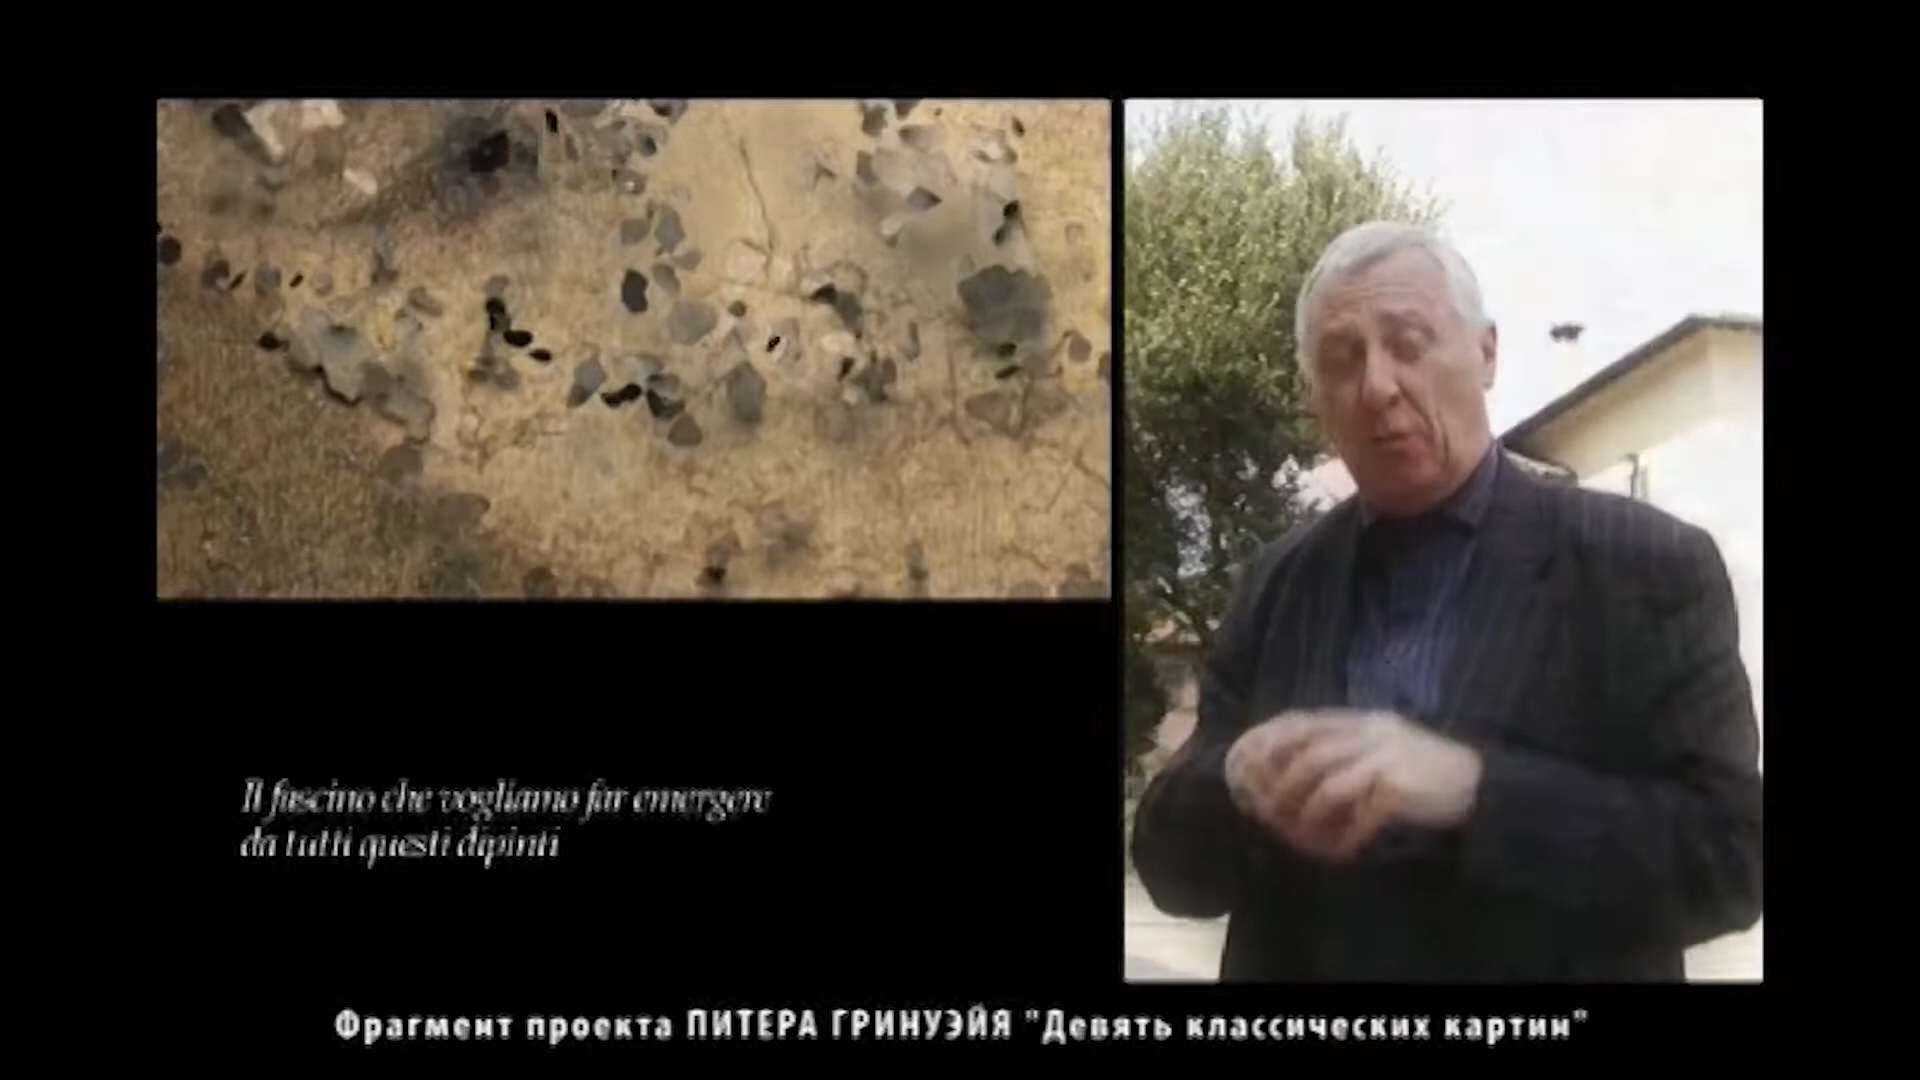 Il fascino che vogliamo far emergere
da tutti questi dipinti
Фрагмент проекта ПИТЕРА ГРИНУЭЙЯ "Девять классических картин"